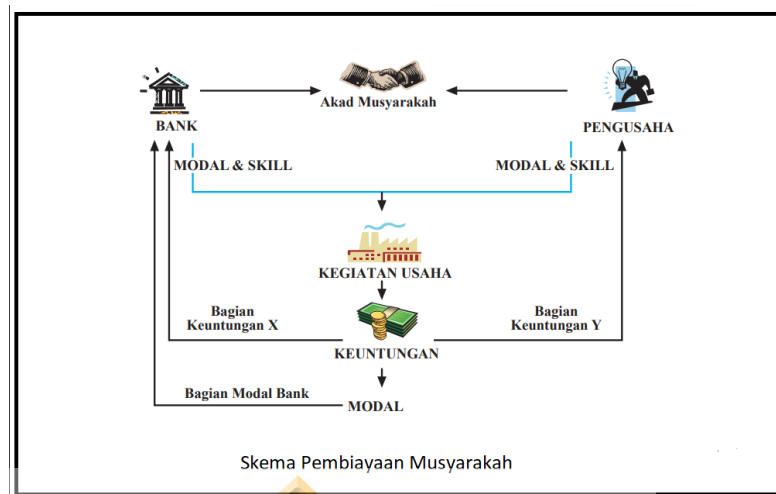 Akad Musyarakah
BANK
PENGUSAHA
MODAL & SKILL
MODAL & SKILL
KEGIATAN USAHA
Bagian
Keuntungan X
Bagian
Keuntungan Y
KEUNTUNGAN
Bagian Modal Bank
MODAL
Skema Pembiayaan Musyarakah